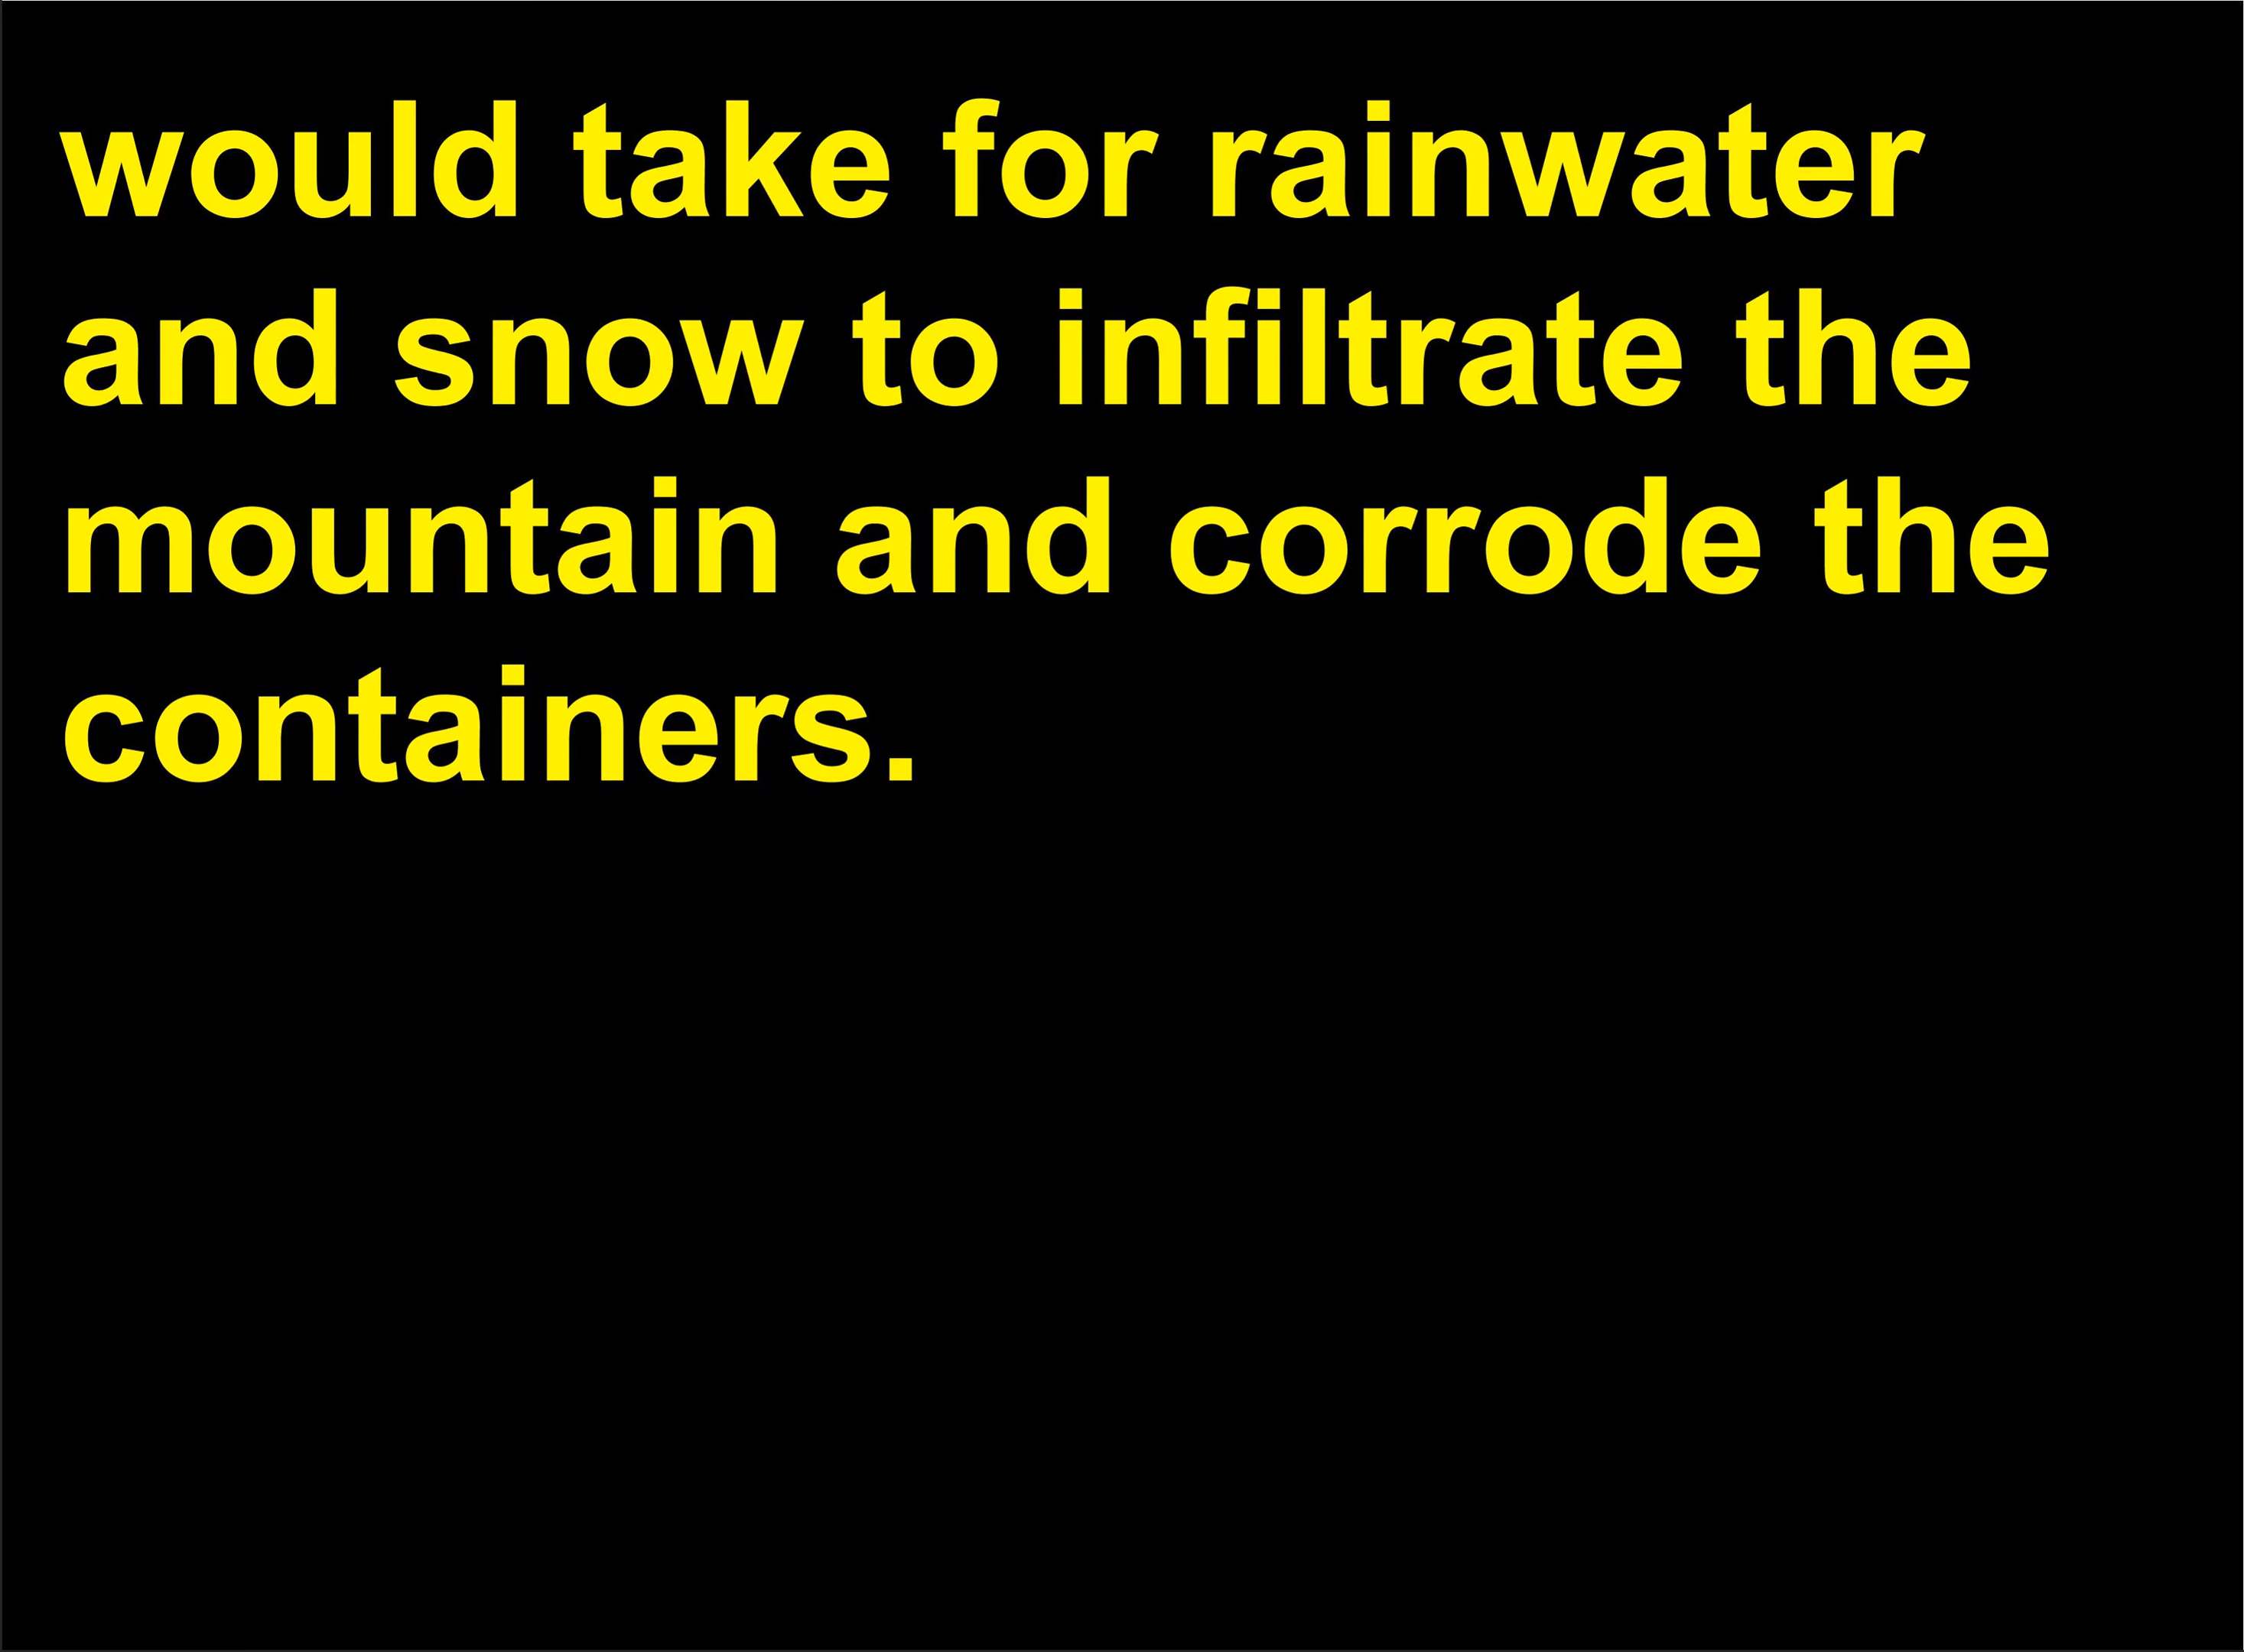 would take for rainwater
and snow to infiltrate the
mountain and corrode the
containers.